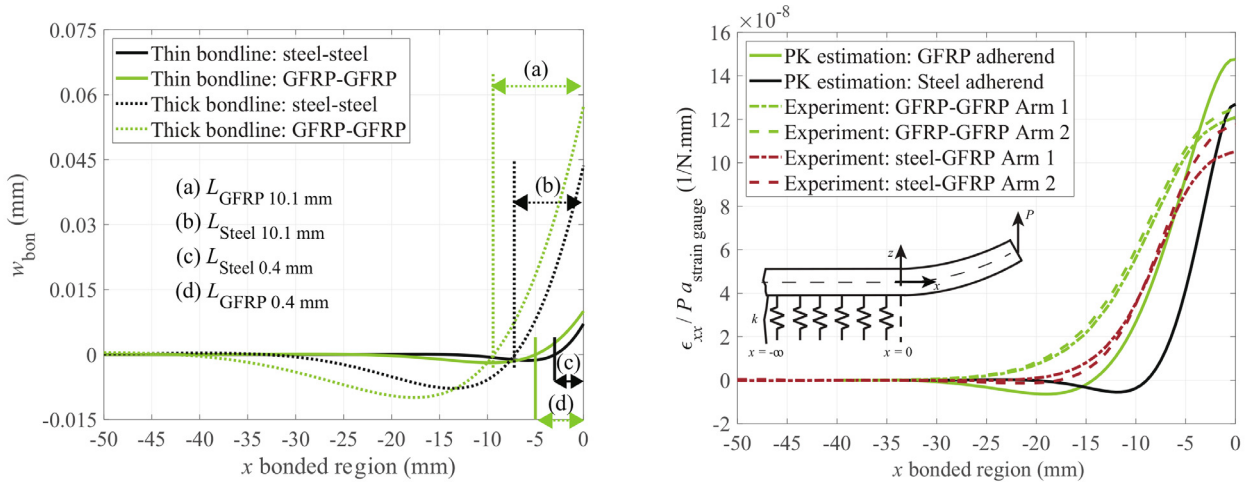 0.075
0.06
0.045
0.03
0.015
0
-0.015
w_bon (mm)
Thin bondline: steel-steel
Thin bondline: GFRP-GFRP
Thick bondline: steel-steel
Thick bondline: GFRP-GFRP
(a)
(b)
(c)
(d)
(a) L_GFRP 10.1 mm
(b) L_Steel 10.1 mm
(c) L_Steel 0.4 mm
(d) L_GFRP 0.4 mm
-50 -45 -40 -35 -30 -25 -20 -15 -10 -5 0
x bonded region (mm)
×10^-8
16
14
12
10
8
6
4
2
0
-2
ϵ_xx / P a_strain gauge (1/N.mm)
PK estimation: GFRP adherend
PK estimation: Steel adherend
Experiment: GFRP-GFRP Arm 1
Experiment: GFRP-GFRP Arm 2
Experiment: steel-GFRP Arm 1
Experiment: steel-GFRP Arm 2
P
z
x
k
x = -∞
x = 0
-50 -45 -40 -35 -30 -25 -20 -15 -10 -5 0
x bonded region (mm)